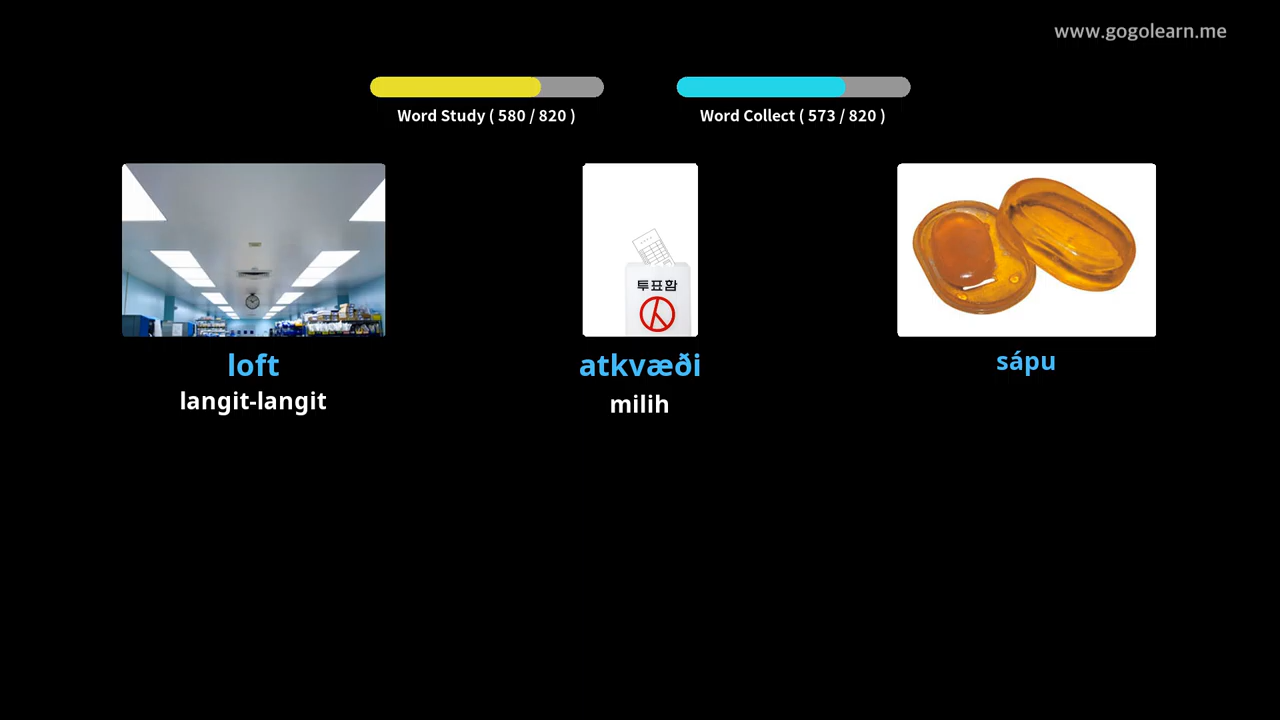 www.gogolearn.me
Word Study ( 580 / 820 )
Word Collect ( 573 / 820 )
투표함
loft
langit-langit
atkvæði
milih
sápu